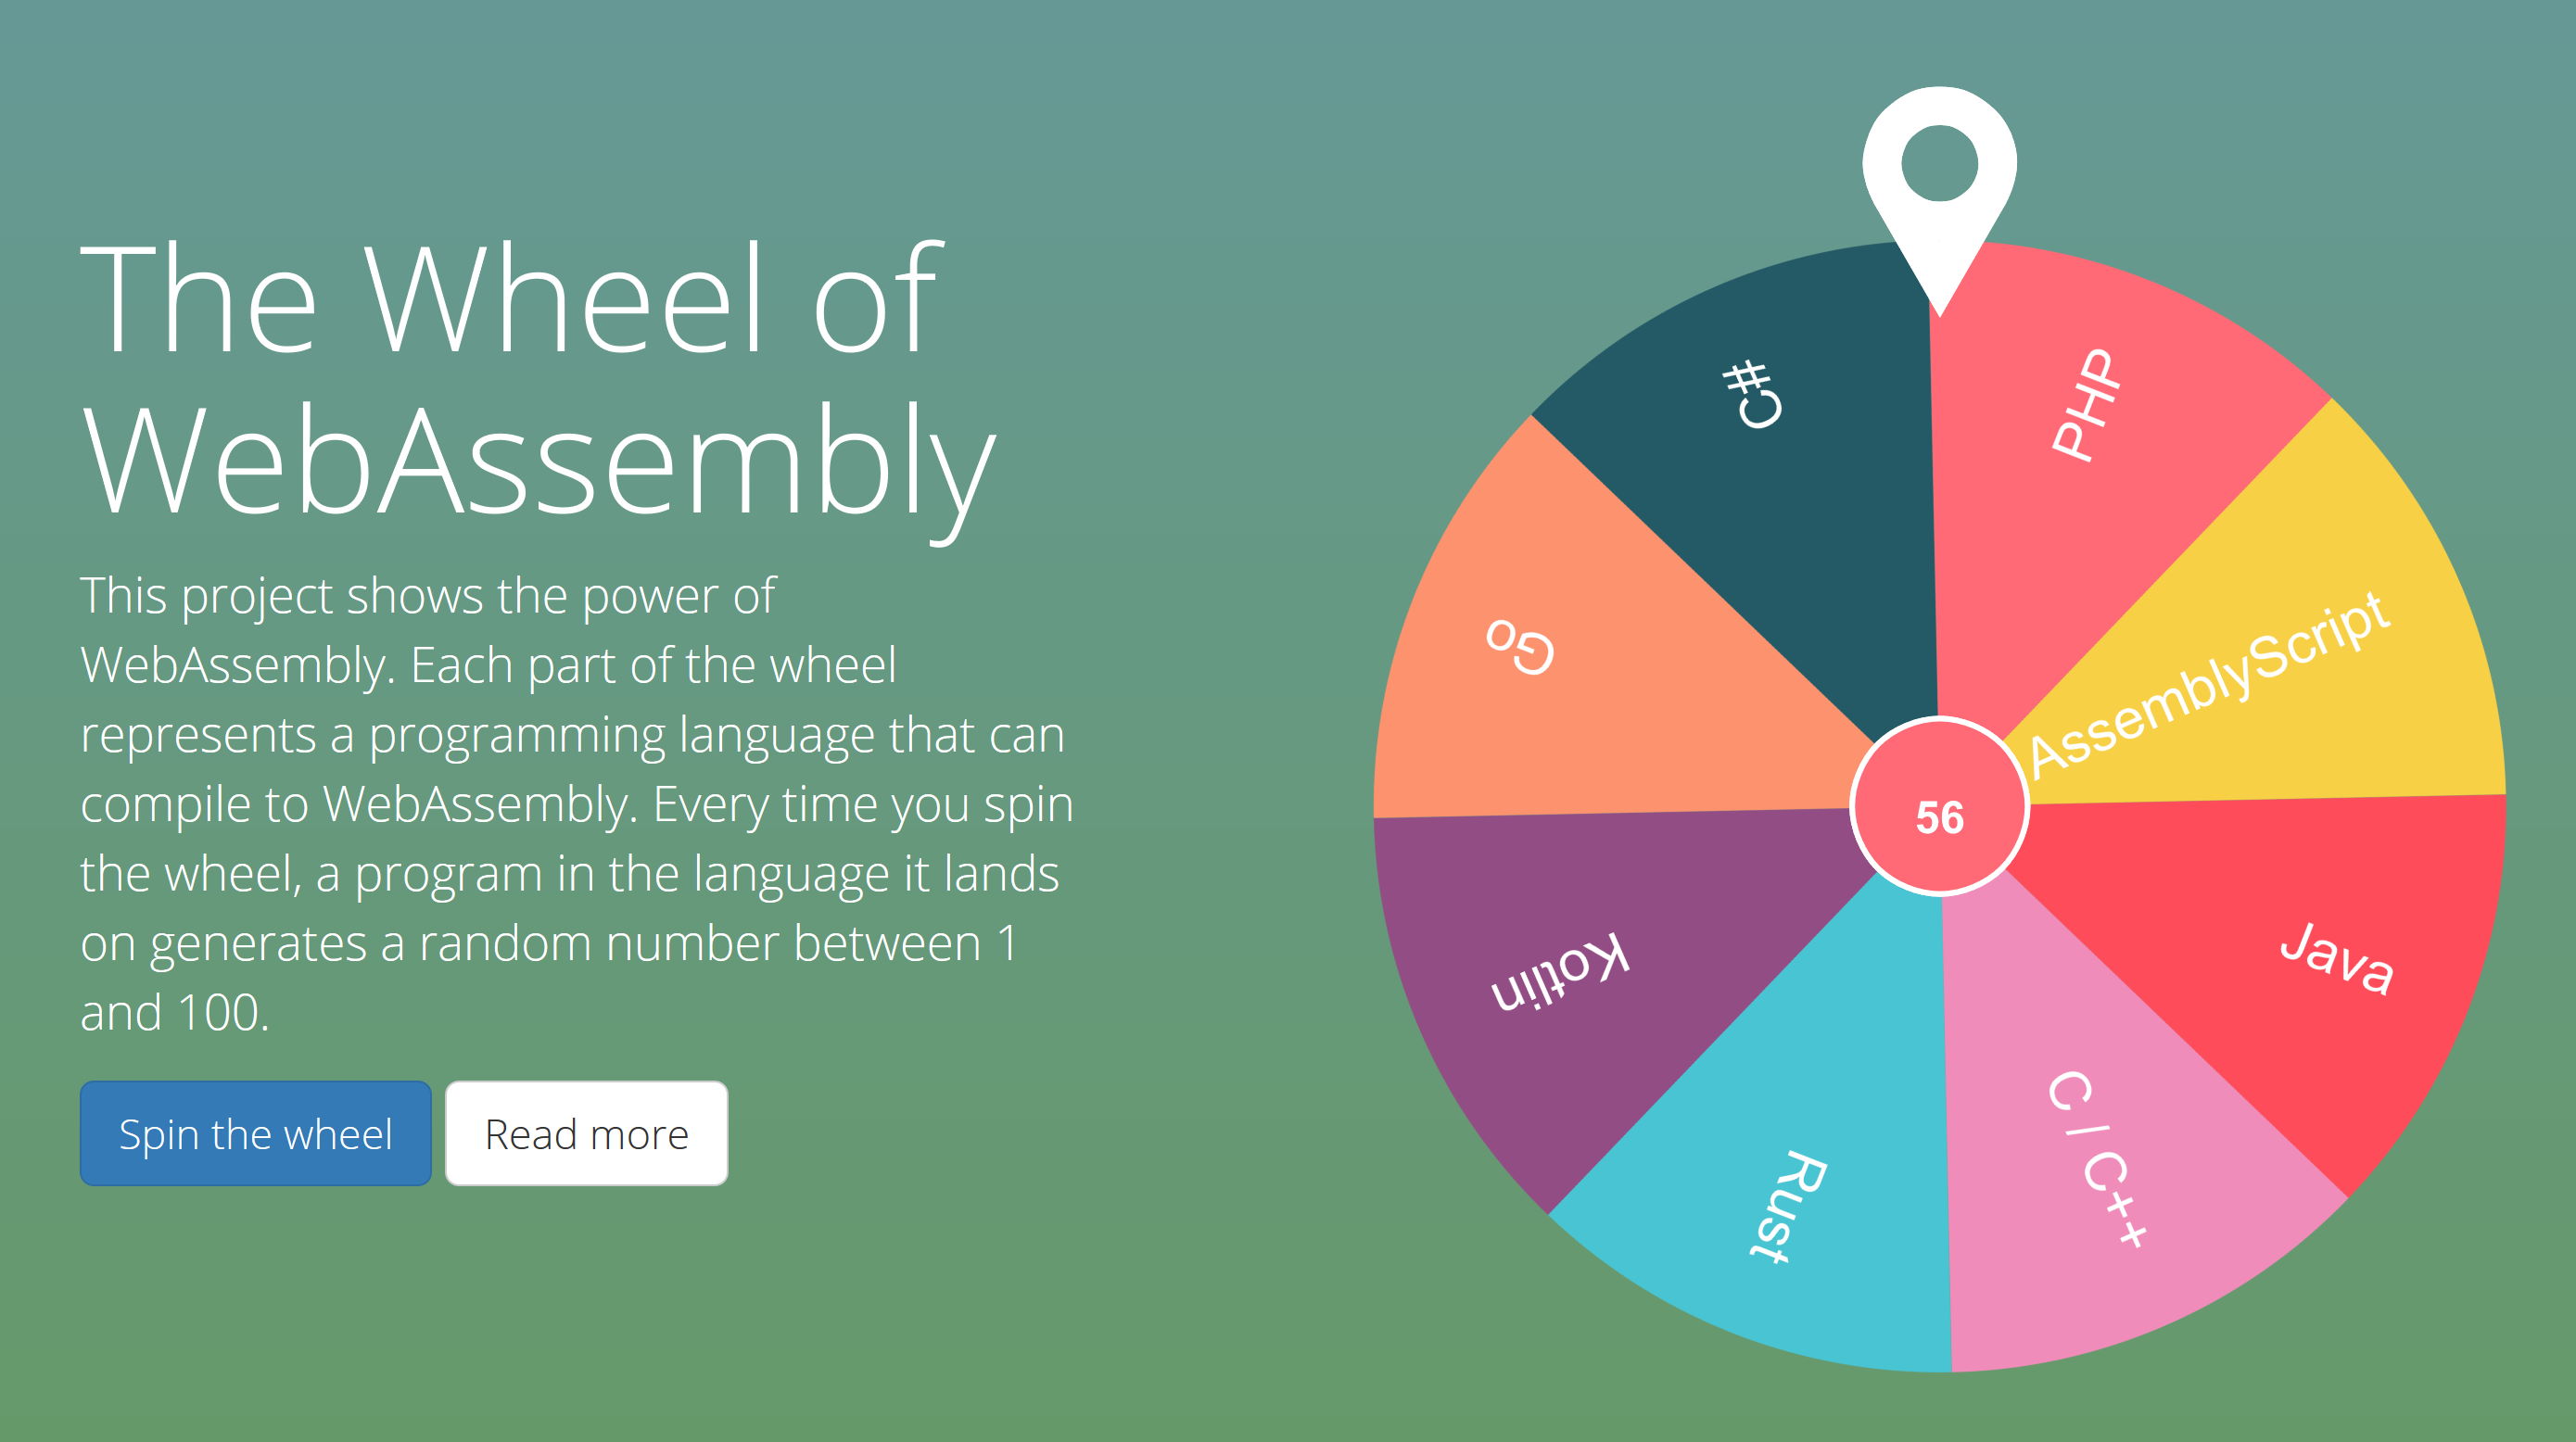 The Wheel of
WebAssembly
This project shows the power of
WebAssembly. Each part of the wheel
represents a programming language that can
compile to WebAssembly. Every time you spin
the wheel, a program in the language it lands
on generates a random number between 1
and 100.
Spin the wheel
Read more
PHP
AssemblyScript
Java
C / C++
Rust
Kotlin
Go
C#
56